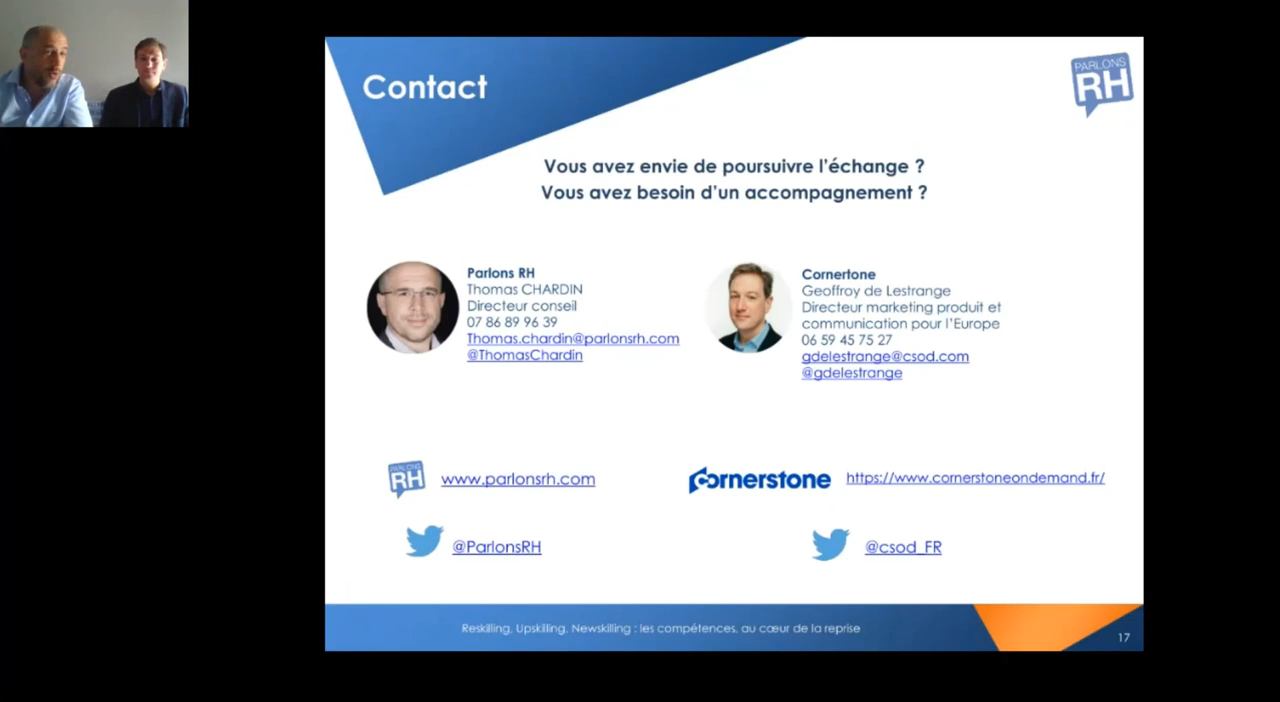 Contact
PARLONS
RH
Vous avez envie de poursuivre l’échange ?
Vous avez besoin d’un accompagnement ?
Parlons RH
Thomas CHARDIN
Directeur conseil
07 86 89 96 39
Thomas.chardin@parlonsrh.com
@ThomasChardin
Cornertone
Geoffroy de Lestrange
Directeur marketing produit et
communication pour l’Europe
06 59 45 75 27
gdelestrange@csod.com
@gdelestrange
PARLONS
RH
www.parlonsrh.com
Cornerstone
https://www.cornerstoneondemand.fr/
@ParlonsRH
@csod_FR
Reskilling, Upskilling, Newskilling : les compétences, au cœur de la reprise
17